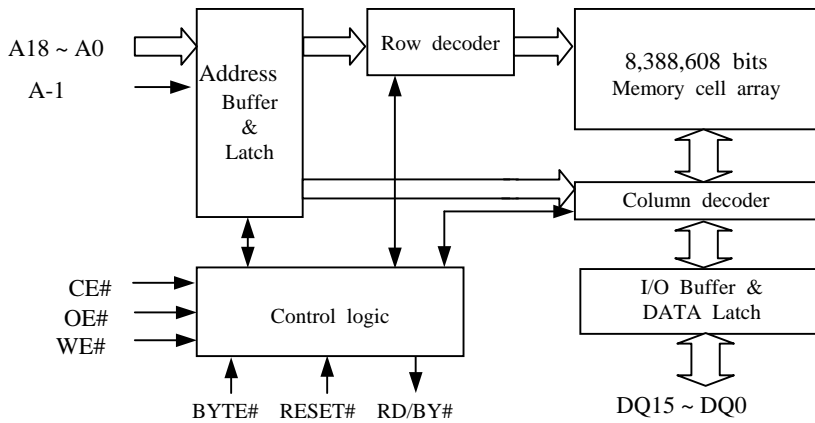 A18 ~ A0
A-1
Address
Buffer
&
Latch
Row decoder
8,388,608 bits
Memory cell array
Column decoder
CE#
OE#
WE#
Control logic
I/O Buffer &
DATA Latch
BYTE#
RESET#
RD/BY#
DQ15 ~ DQ0